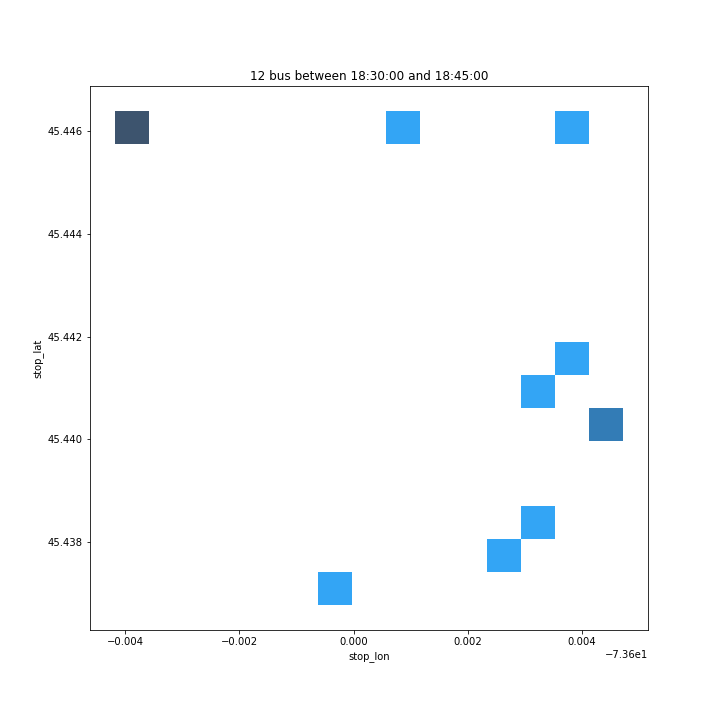 12 bus between 18:30:00 and 18:45:00
45.446
45.444
45.442
45.440
45.438
stop_lat
−0.004 −0.002 0.000 0.002 0.004
stop_lon
−7.36e1